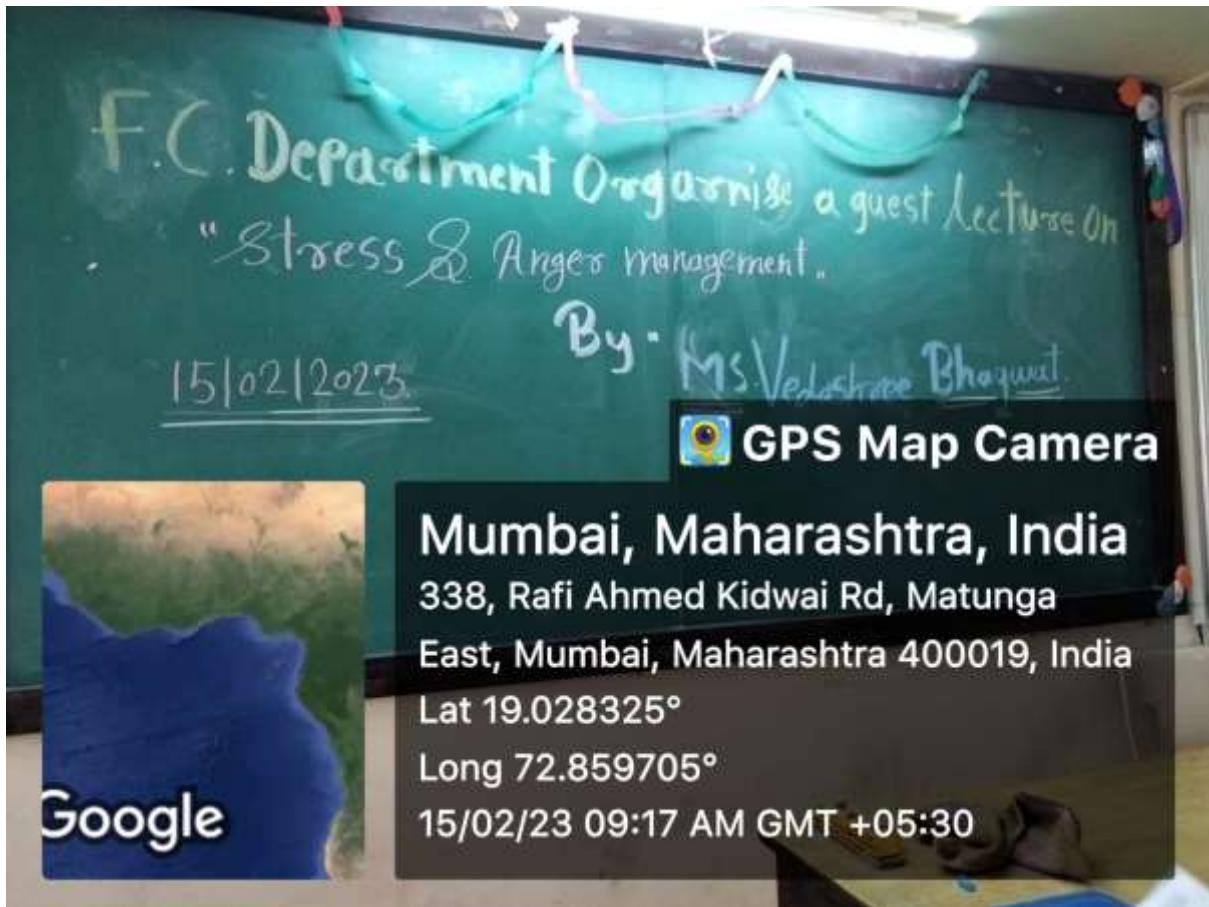 F.C. Department Organise a guest lecture on
"Stress & Anger management."
By - Ms. Vedashree Bhagwat.
15/02/2023.
GPS Map Camera
Mumbai, Maharashtra, India
338, Rafi Ahmed Kidwai Rd, Matunga
East, Mumbai, Maharashtra 400019, India
Lat 19.028325°
Long 72.859705°
15/02/23 09:17 AM GMT +05:30
Google